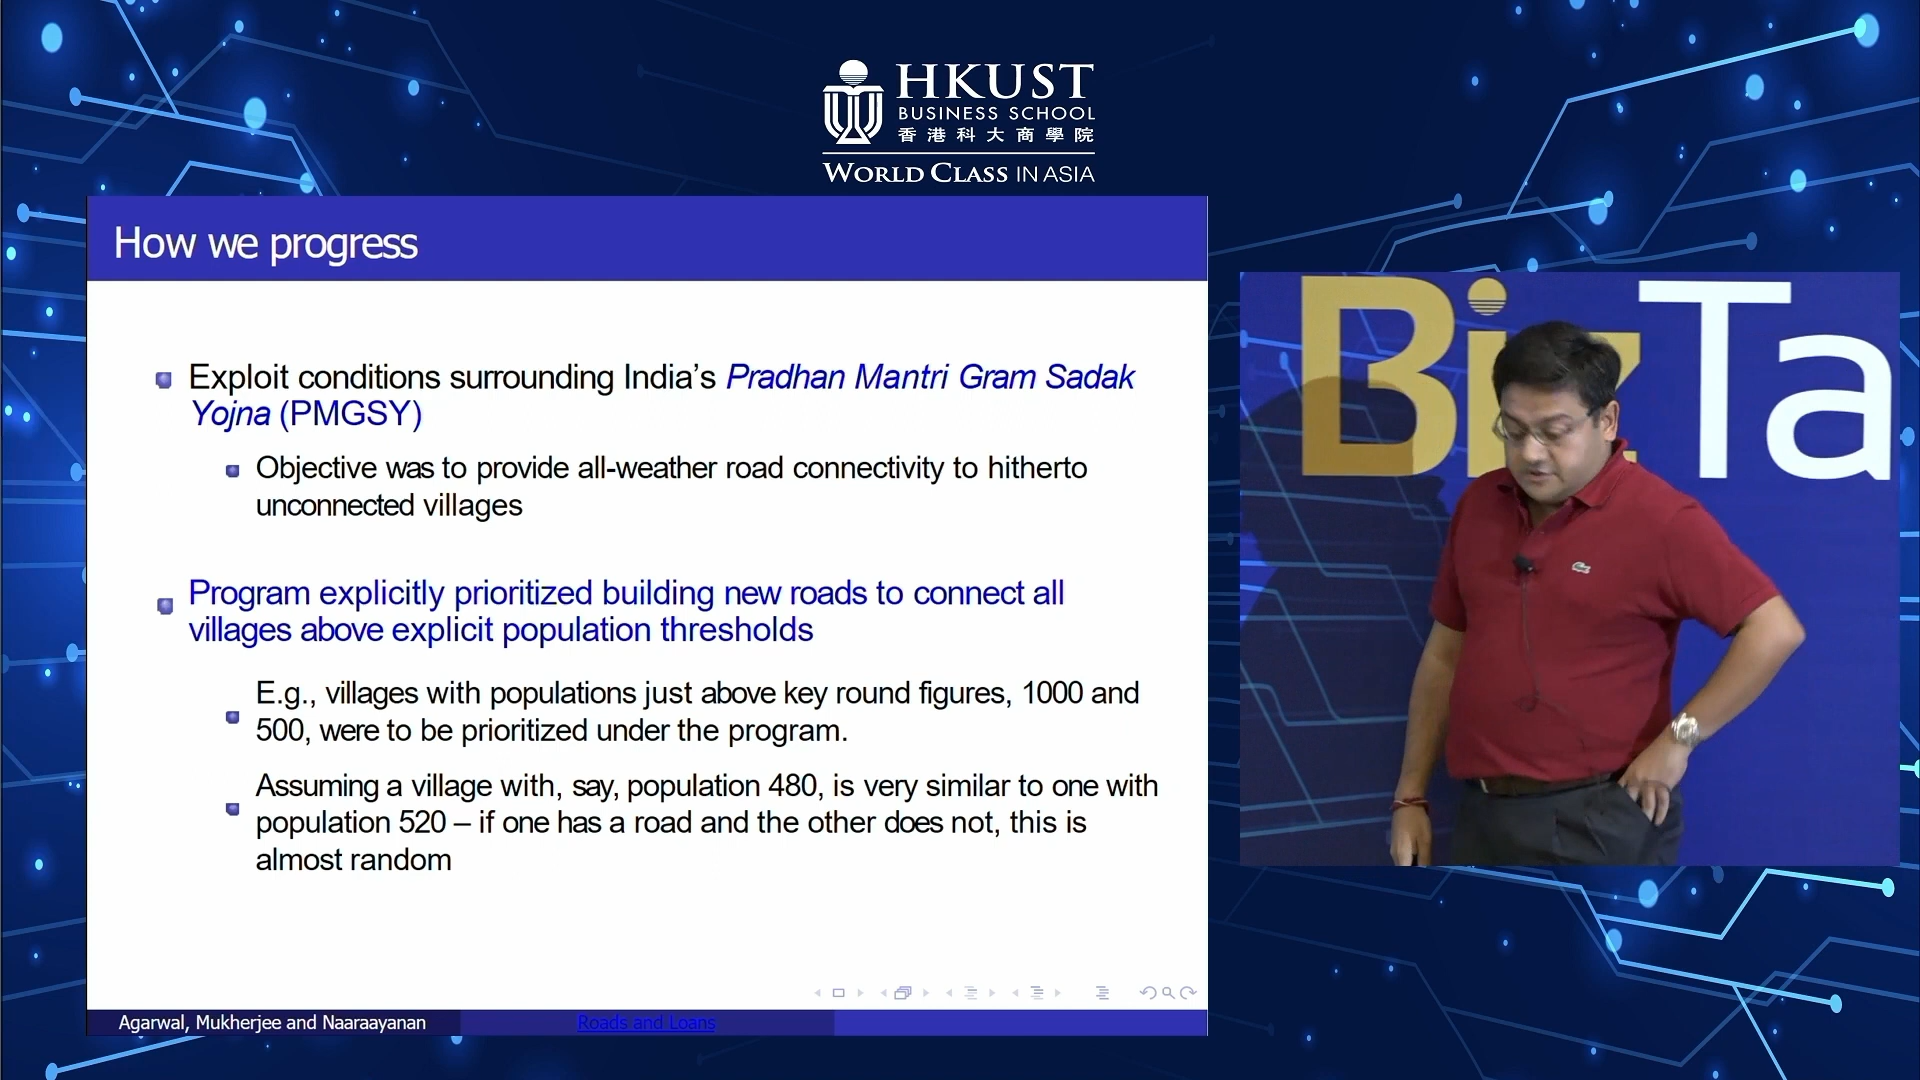 HKUST
BUSINESS SCHOOL
香港科大商學院
WORLD CLASS IN ASIA
How we progress
Exploit conditions surrounding India’s Pradhan Mantri Gram Sadak
Yojna (PMGSY)
Objective was to provide all-weather road connectivity to hitherto
unconnected villages
Program explicitly prioritized building new roads to connect all
villages above explicit population thresholds
E.g., villages with populations just above key round figures, 1000 and
500, were to be prioritized under the program.
Assuming a village with, say, population 480, is very similar to one with
population 520 – if one has a road and the other does not, this is
almost random
Agarwal, Mukherjee and Naaraayanan
Roads and Loans
Biz Ta